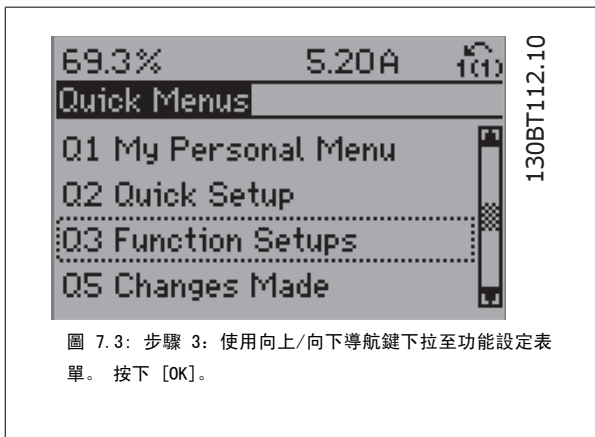 69.3% 5.20A 1(1)
Quick Menus
Q1 My Personal Menu
Q2 Quick Setup
Q3 Function Setups
Q5 Changes Made
130BT112.10
圖 7.3: 步驟 3：使用向上/向下導航鍵下拉至功能設定表
單。 按下 [OK]。